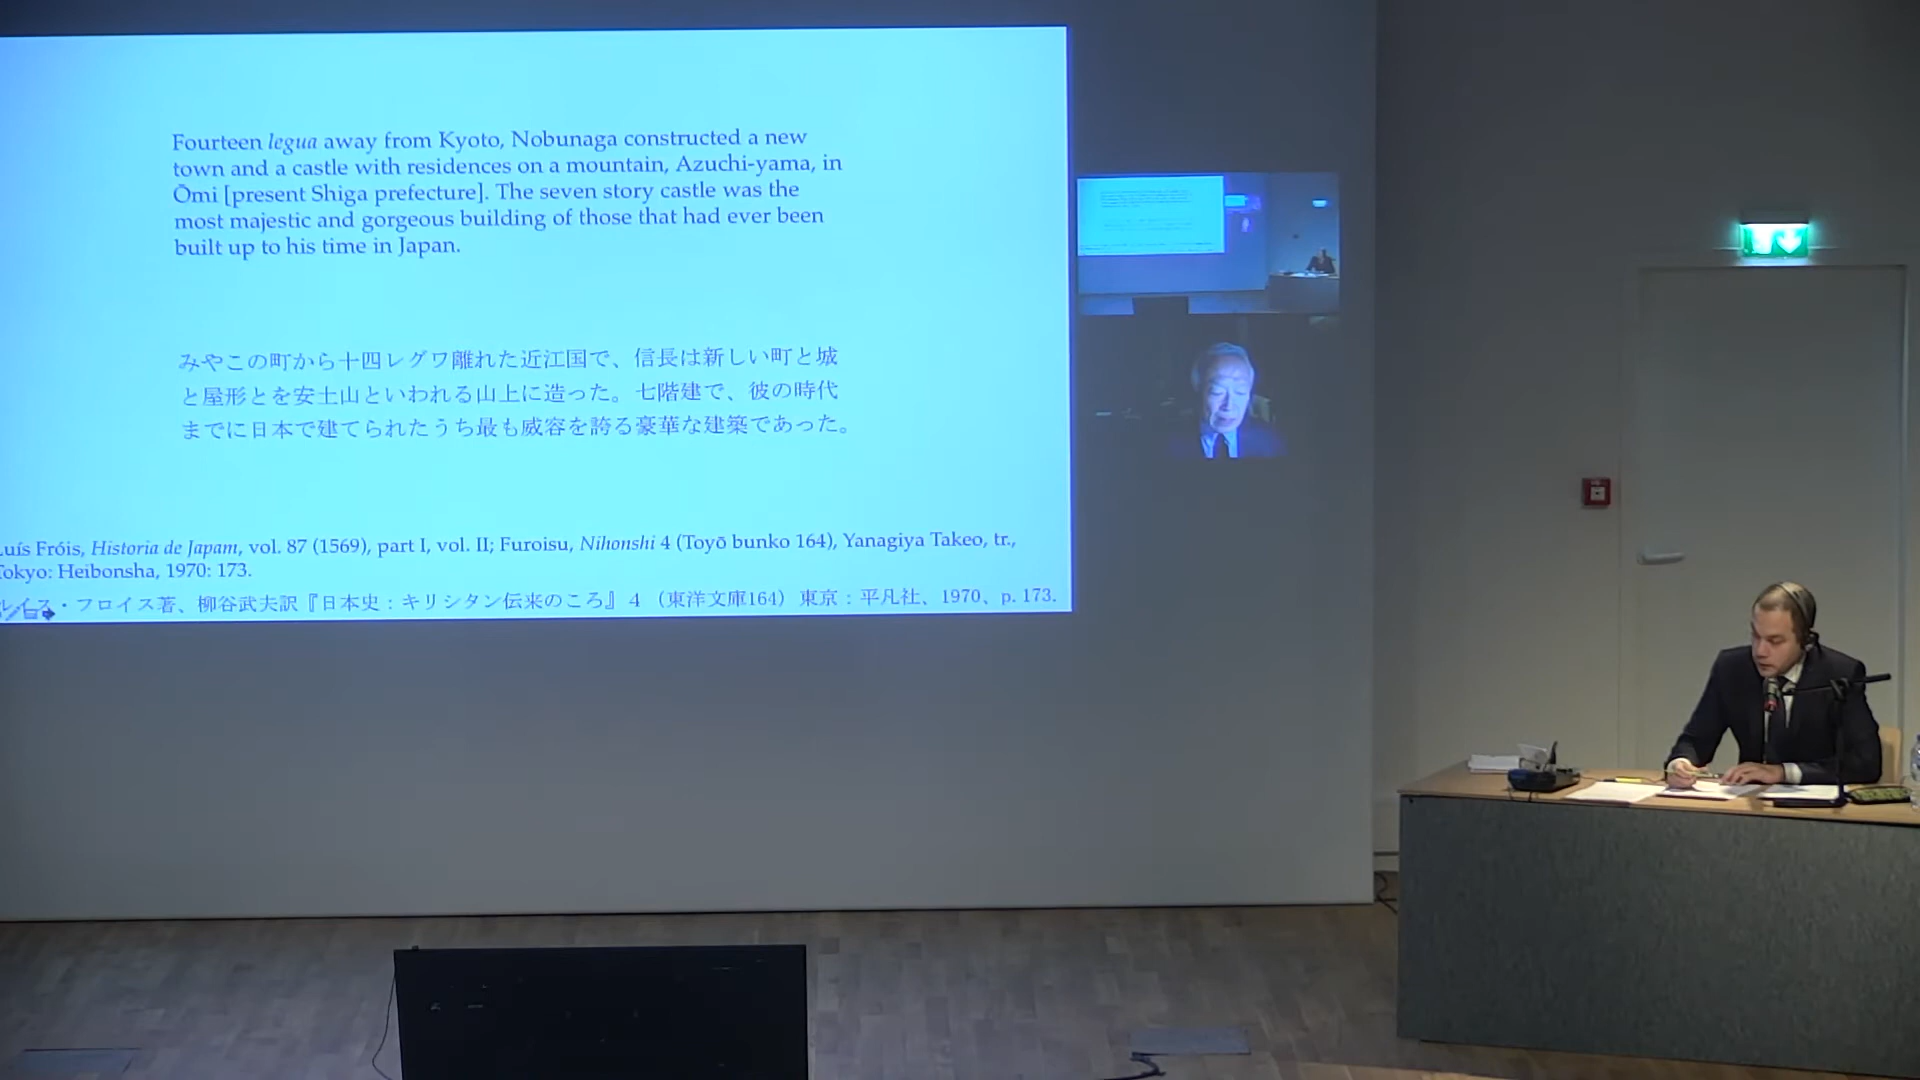 Fourteen legua away from Kyoto, Nobunaga constructed a new
town and a castle with residences on a mountain, Azuchi-yama, in
Ōmi [present Shiga prefecture]. The seven story castle was the
most majestic and gorgeous building of those that had ever been
built up to his time in Japan.
みやこの町から十四レグワ離れた近江国で、信長は新しい町と城
と屋形とを安土山といわれる山上に造った。七階建で、彼の時代
までに日本で建てられたうち最も威容を誇る豪華な建築であった。
uís Fróis, Historia de Japam, vol. 87 (1569), part I, vol. II; Furoisu, Nihonshi 4 (Toyō bunko 164), Yanagiya Takeo, tr.,
okyo: Heibonsha, 1970: 173.
ルイス・フロイス著、柳谷武夫訳『日本史：キリシタン伝来のころ』４（東洋文庫164）東京：平凡社、1970、p. 173.